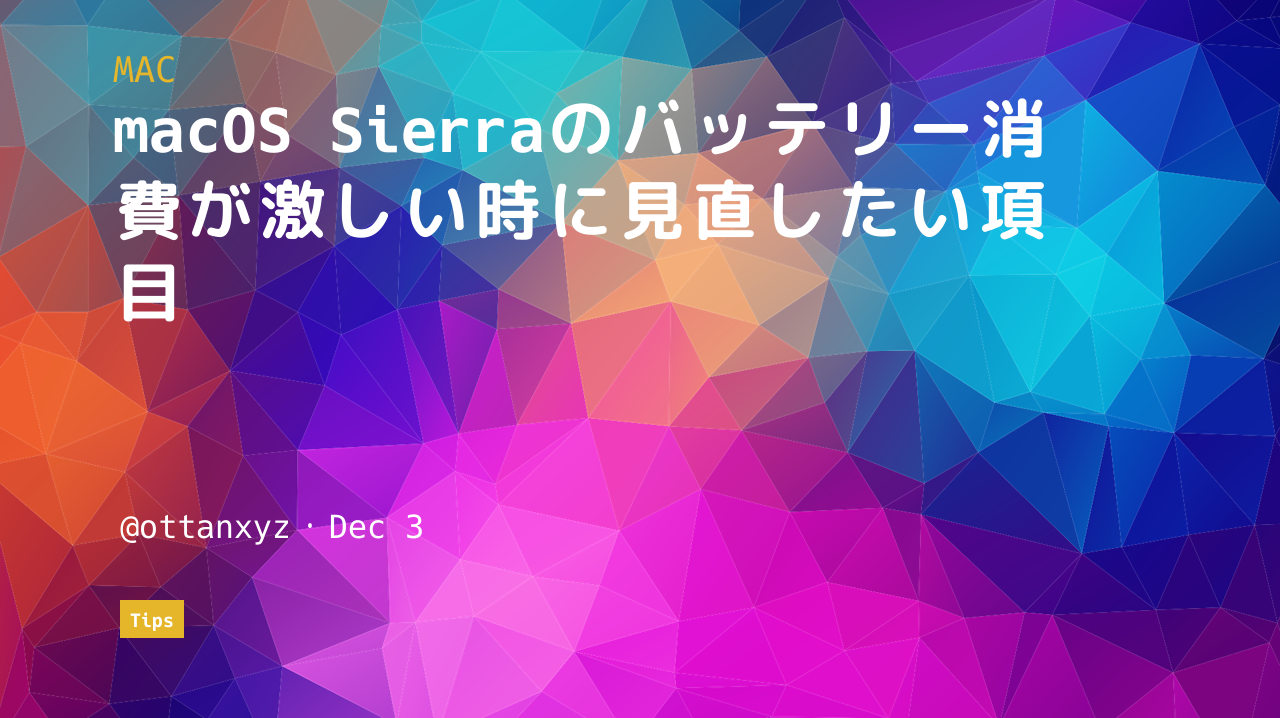 MAC
macOS Sierraのバッテリー消
費が激しい時に見直したい項
目
@ottanxyz・Dec 3
Tips